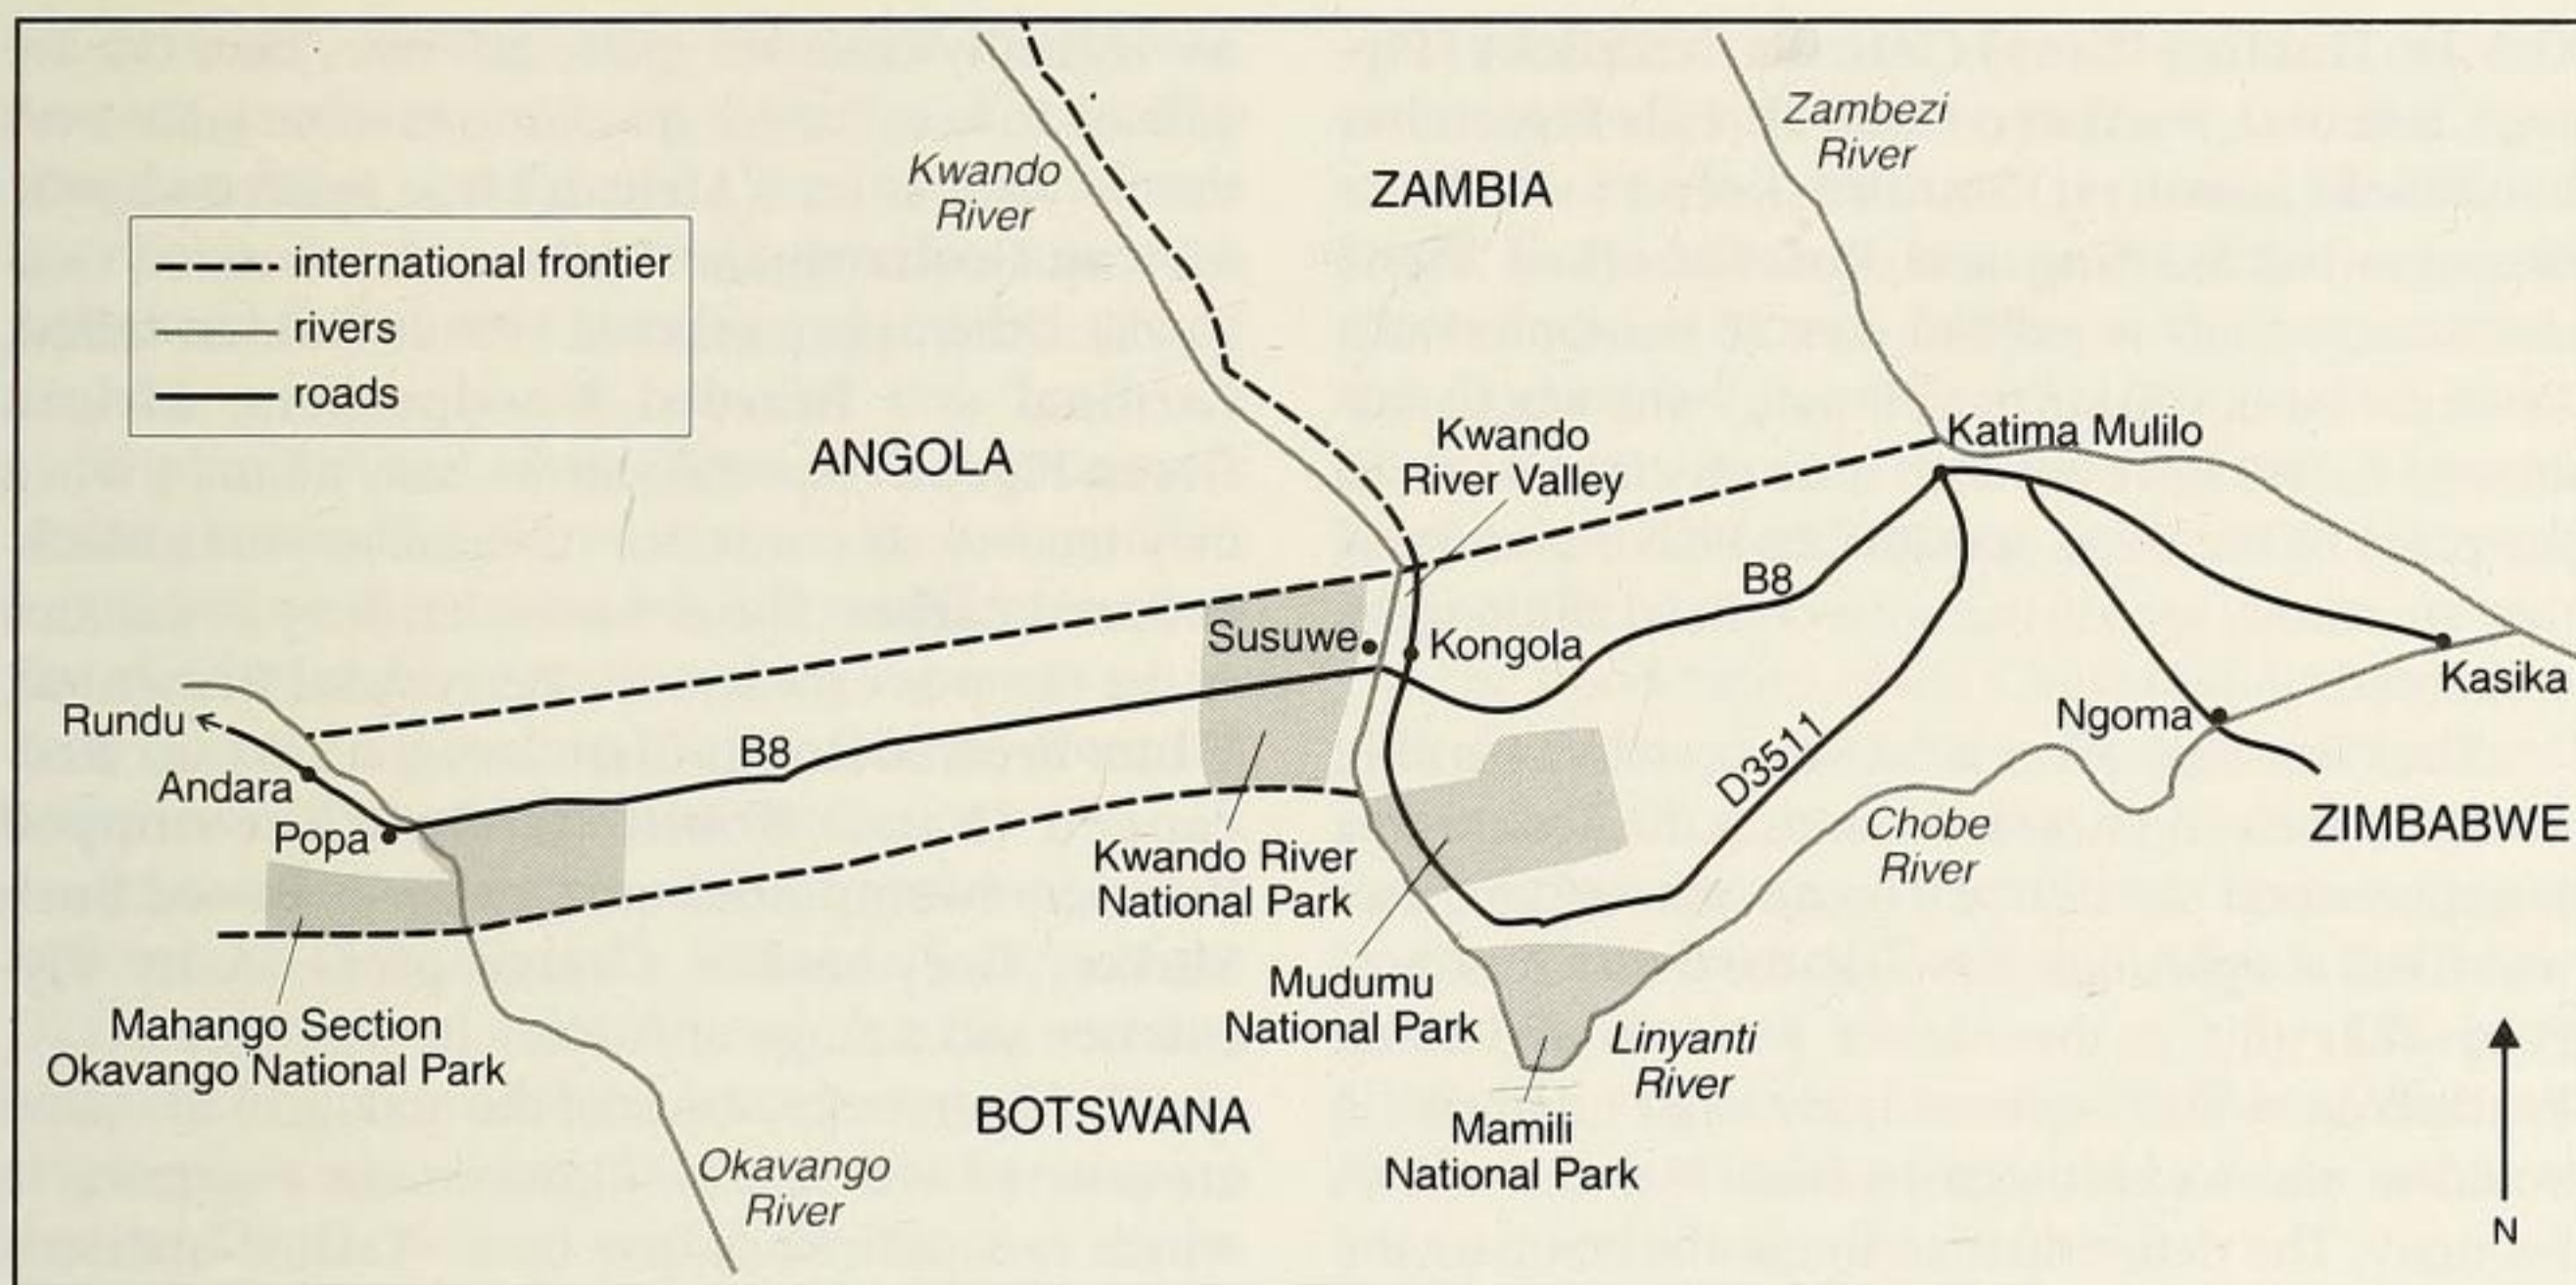 Zambezi
River
Kwando
River
ZAMBIA
international frontier
rivers
roads
ANGOLA
Kwando
River Valley
Katima Mulilo
B8
Susuwe
Kongola
Kasika
Rundu
Ngoma
B8
D3511
Andara
Popa
ZIMBABWE
Chobe
River
Kwando River
National Park
Mudumu
National Park
Mahango Section
Okavango National Park
Linyanti
River
BOTSWANA
Mamili
National Park
Okavango
River
N